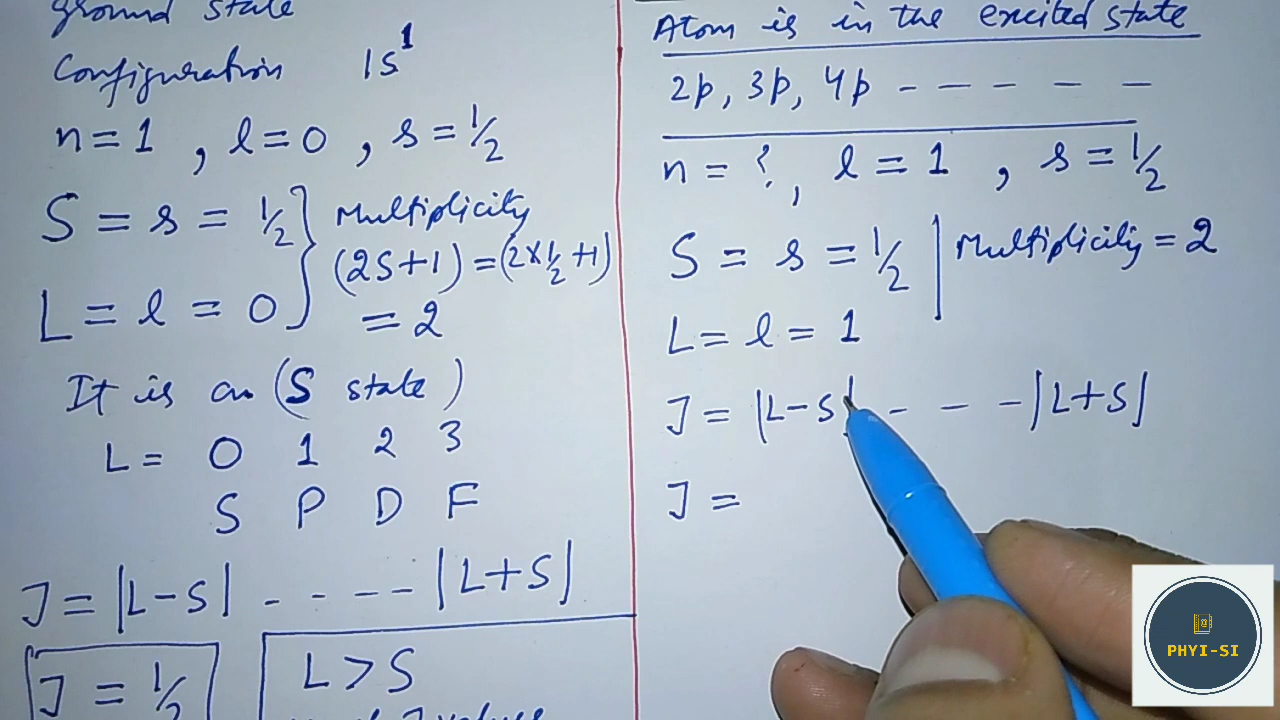 ground state
Configuration 1s¹
n = 1 , l = 0 , s = ½
S = s = ½ } Multiplicity
(2S+1) = (2×½+1)
L = l = 0 = 2
It is an (S state)
L = 0 1 2 3
S P D F
J = |L-S| - - - - |L+S|
J = ½
L > S
J values
Atom is in the excited state
2p, 3p, 4p - - - - -
n = ? , l = 1 , s = ½
S = s = ½ | Multiplicity = 2
L = l = 1
J = |L-S| - - - |L+S|
J =
PHYI-SI